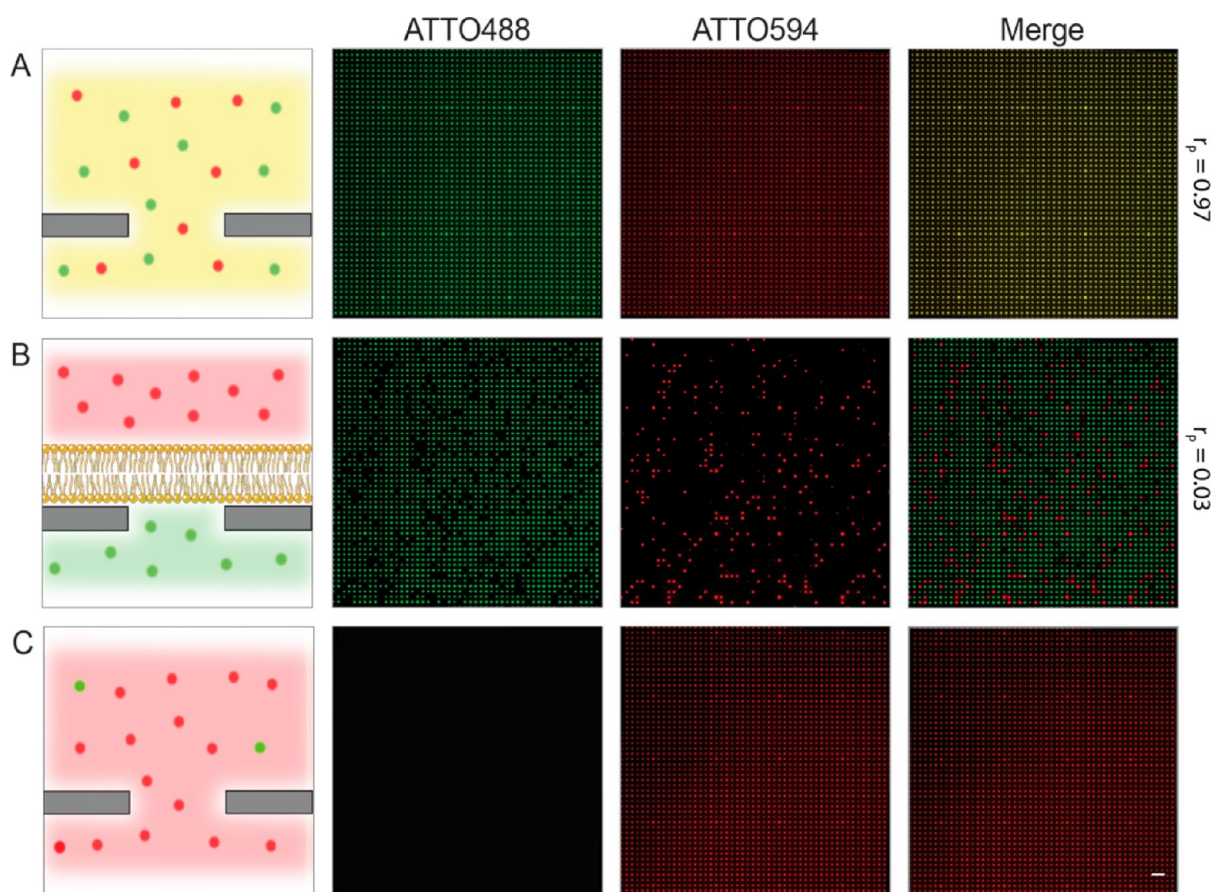 ATTO488 ATTO594 Merge
A
r_p = 0.97
B
r_p = 0.03
C